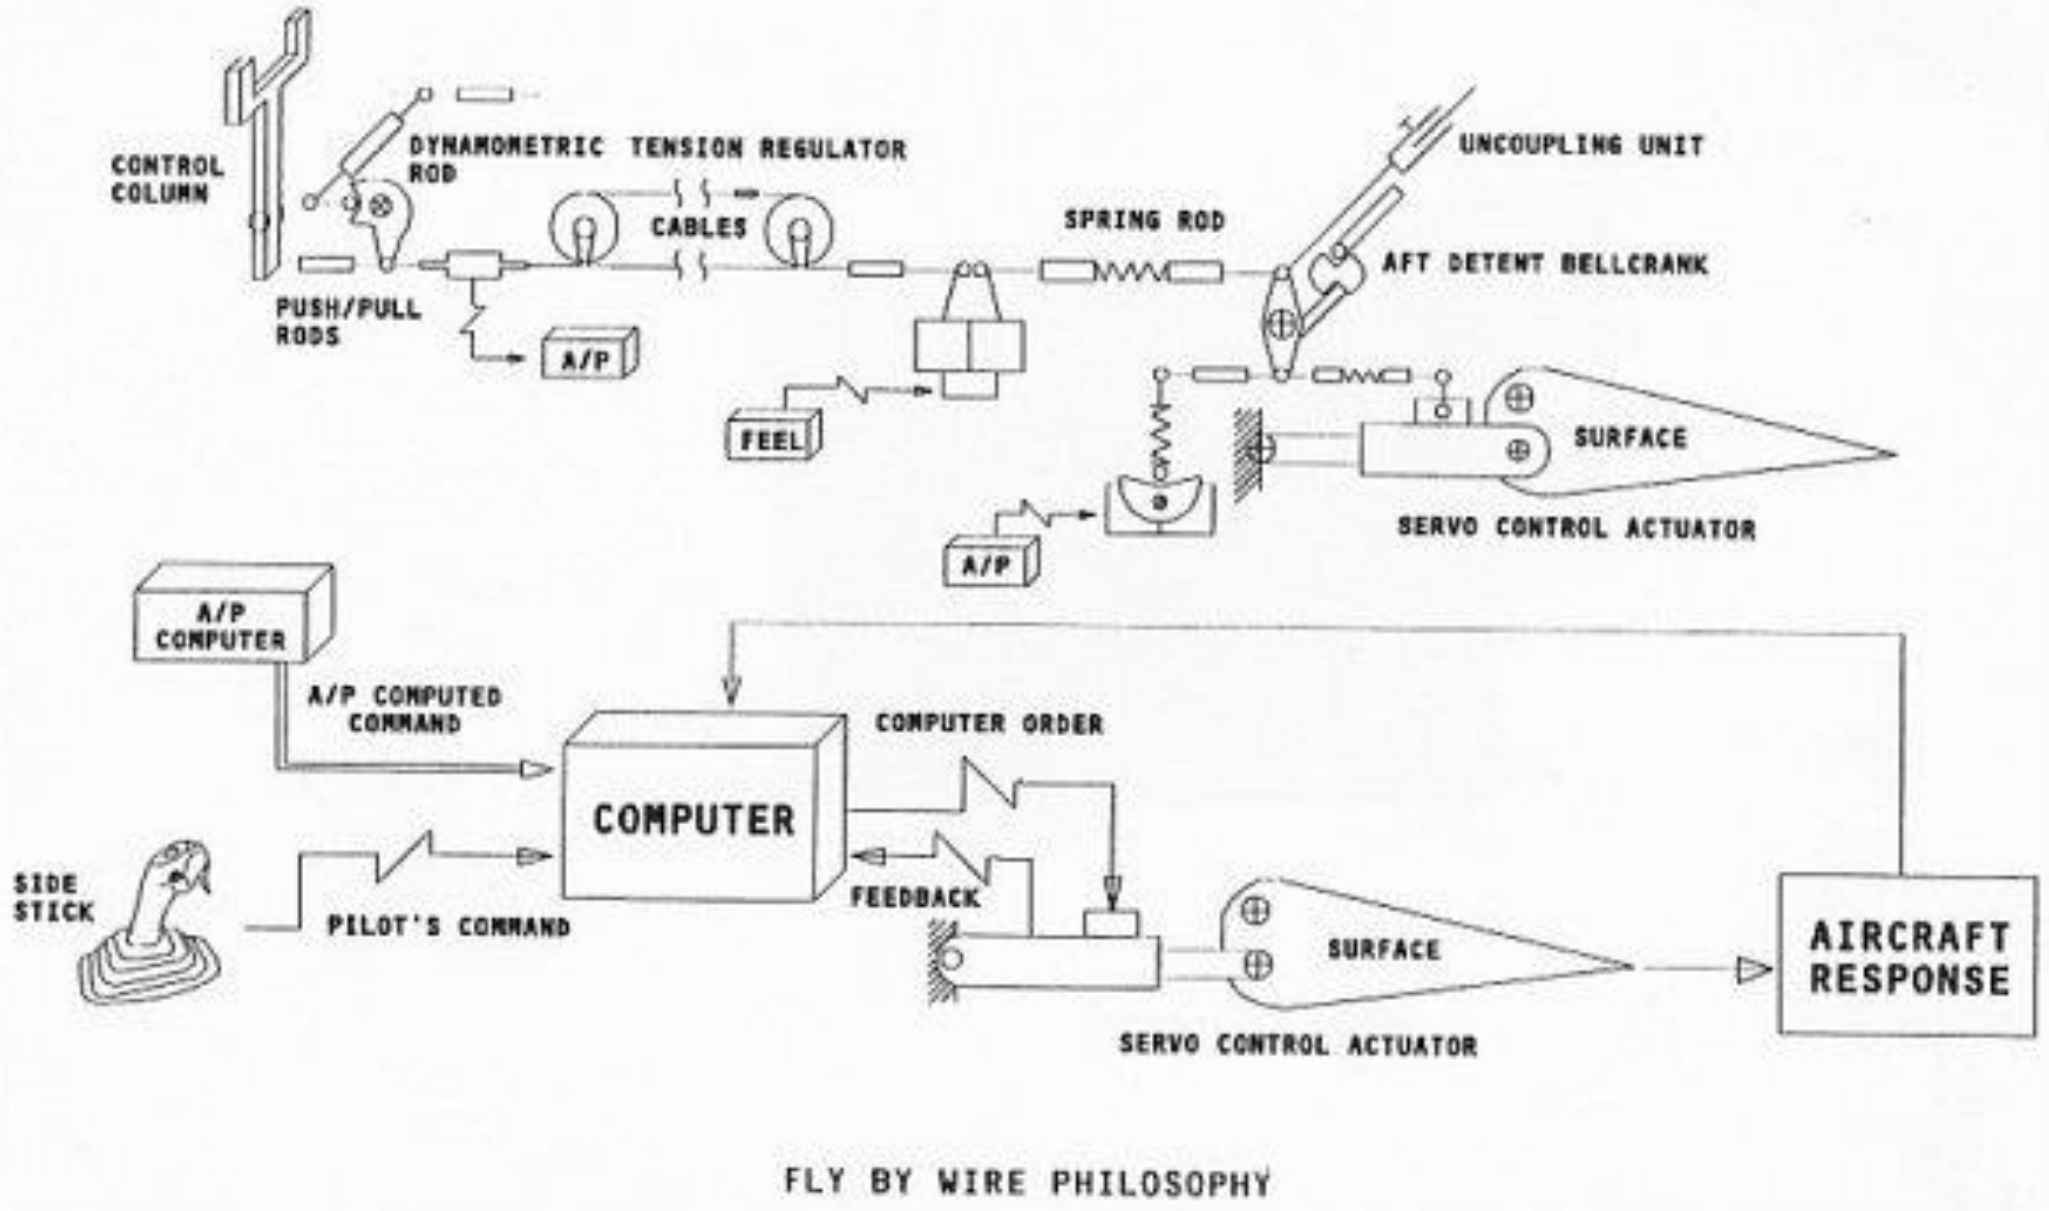 CONTROL
COLUMN
DYNAMOMETRIC
ROD
TENSION REGULATOR
CABLES
PUSH/PULL
RODS
A/P
FEEL
SPRING ROD
UNCOUPLING UNIT
AFT DETENT BELLCRANK
SURFACE
SERVO CONTROL ACTUATOR
A/P
A/P
COMPUTER
A/P COMPUTED
COMMAND
COMPUTER
COMPUTER ORDER
SIDE
STICK
PILOT'S COMMAND
FEEDBACK
SURFACE
AIRCRAFT
RESPONSE
SERVO CONTROL ACTUATOR
FLY BY WIRE PHILOSOPHY